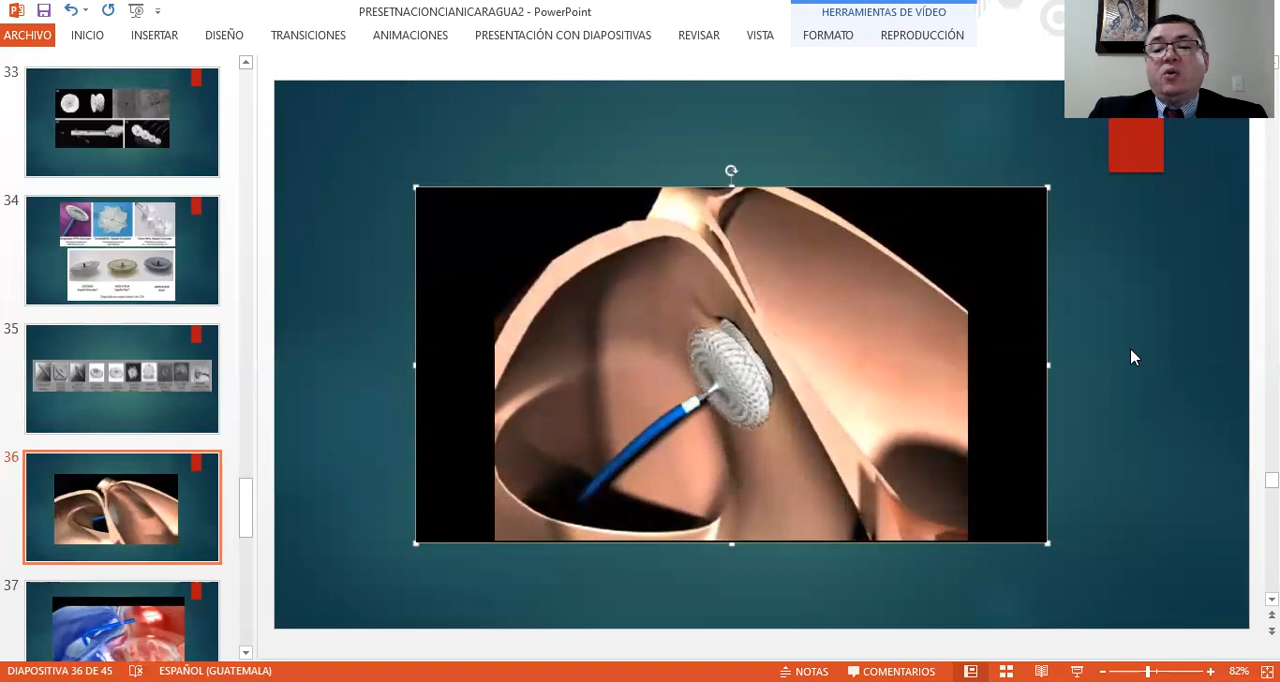 PRESETNACIONCIANICARAGUA2 - PowerPoint
HERRAMIENTAS DE VÍDEO
ARCHIVO INICIO INSERTAR DISEÑO TRANSICIONES ANIMACIONES PRESENTACIÓN CON DIAPOSITIVAS REVISAR VISTA FORMATO REPRODUCCIÓN
33
34
35
36
37
DIAPOSITIVA 36 DE 45 ESPAÑOL (GUATEMALA) NOTAS COMENTARIOS 82%